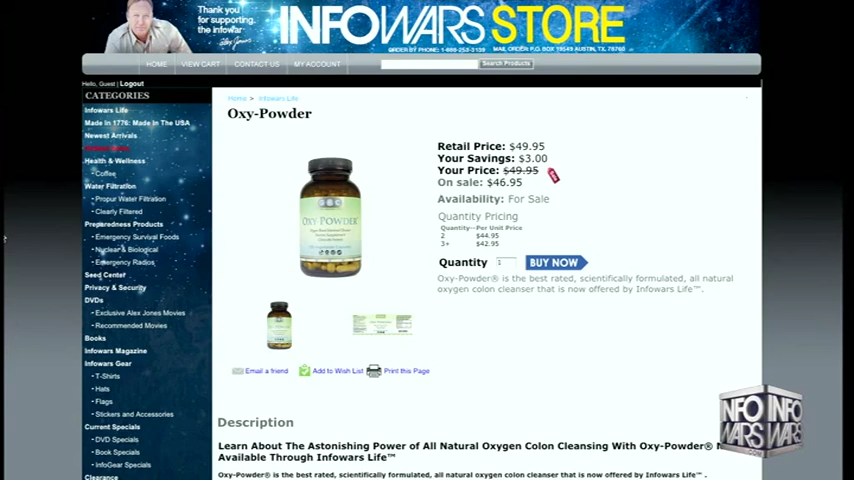 Thank you
for supporting
the infowar
Alex Jones
INFOWARS STORE
MAIL ORDER: P.O. BOX 19549 AUSTIN, TX. 78760
HOME VIEW CART CONTACT US MY ACCOUNT Search Products
Hello, Guest | Logout
CATEGORIES
Infowars Life
Made In 1776: Made In The USA
Newest Arrivals
Health & Wellness
• Coffee
Water Filtration
• Propur Water Filtration
• Clearly Filtered
Preparedness Products
• Emergency Survival Foods
• Nuclear & Biological
• Emergency Radios
Seed Center
Privacy & Security
DVDs
• Exclusive Alex Jones Movies
• Recommended Movies
Books
Infowars Magazine
Infowars Gear
• T-Shirts
• Hats
• Flags
• Stickers and Accessories
Current Specials
• DVD Specials
• Book Specials
• InfoGear Specials
Clearance
Home > Infowars Life
Oxy-Powder
OXY-POWDER
Retail Price: $49.95
Your Savings: $3.00
Your Price: $49.95
On sale: $46.95
Availability: For Sale
Quantity Pricing
Quantity--Per Unit Price
2 $44.95
3+ $42.95
Quantity 1 BUY NOW
Oxy-Powder® is the best rated, scientifically formulated, all natural
oxygen colon cleanser that is now offered by Infowars Life™.
Email a friend Add to Wish List Print this Page
Description
Learn About The Astonishing Power of All Natural Oxygen Colon Cleansing With Oxy-Powder® N
Available Through Infowars Life™
Oxy-Powder® is the best rated, scientifically formulated, all natural oxygen colon cleanser that is now offered by Infowars Life™ .
INFO WARS
INFO WARS
.COM